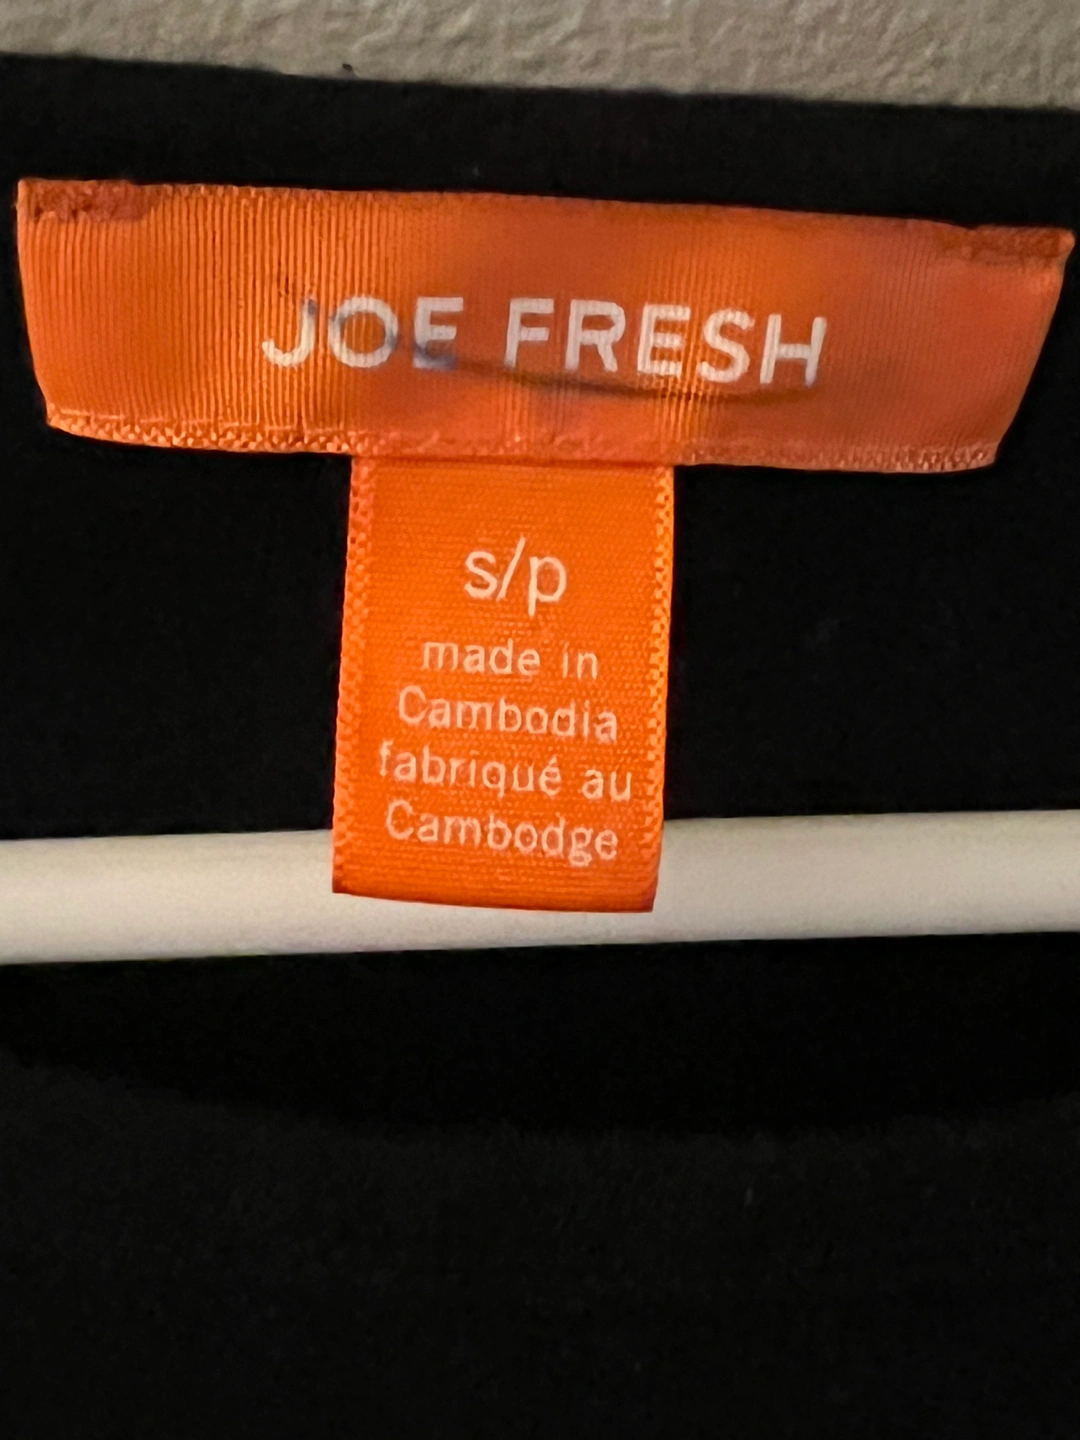 JOE FRESH
s/p
made in
Cambodia
fabriqué au
Cambodge